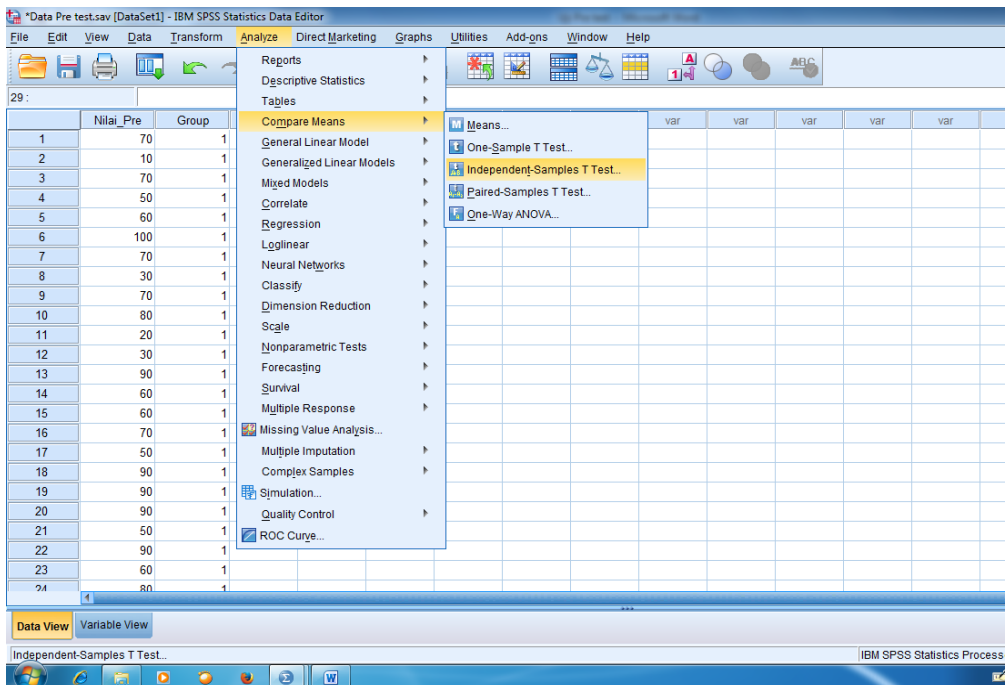 *Data Pre test.sav [DataSet1] - IBM SPSS Statistics Data Editor
File Edit View Data Transform Analyze Direct Marketing Graphs Utilities Add-ons Window Help
29 :
Nilai_Pre Group var var var var var
1 70 1
2 10 1
3 70 1
4 50 1
5 60 1
6 100 1
7 70 1
8 30 1
9 70 1
10 80 1
11 20 1
12 30 1
13 90 1
14 60 1
15 60 1
16 70 1
17 50 1
18 90 1
19 90 1
20 90 1
21 50 1
22 90 1
23 60 1
24 80 1
Reports
Descriptive Statistics
Tables
Compare Means
General Linear Model
Generalized Linear Models
Mixed Models
Correlate
Regression
Loglinear
Neural Networks
Classify
Dimension Reduction
Scale
Nonparametric Tests
Forecasting
Survival
Multiple Response
Missing Value Analysis...
Multiple Imputation
Complex Samples
Simulation...
Quality Control
ROC Curve...
Means...
One-Sample T Test...
Independent-Samples T Test...
Paired-Samples T Test...
One-Way ANOVA...
Data View Variable View
Independent-Samples T Test...
IBM SPSS Statistics Process